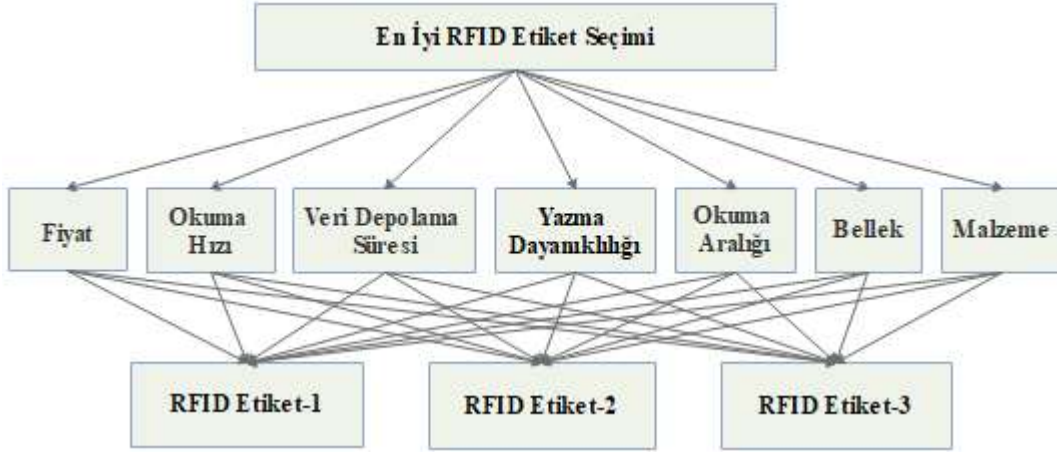 En İyi RFID Etiket Seçimi
Fiyat
Okuma
Hızı
Veri Depolama
Süresi
Yazma
Dayanıklılığı
Okuma
Aralığı
Bellek
Malzeme
RFID Etiket-1
RFID Etiket-2
RFID Etiket-3